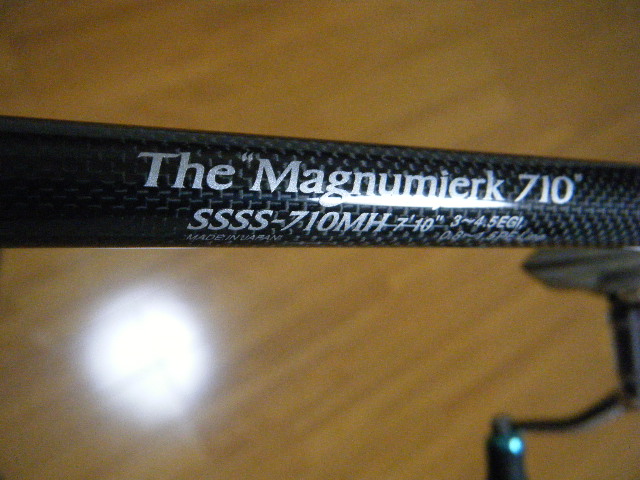 The "Magnumjerk 710"
SSSS-710MH 7'10" 3~4.5EGI,
MADE IN JAPAN